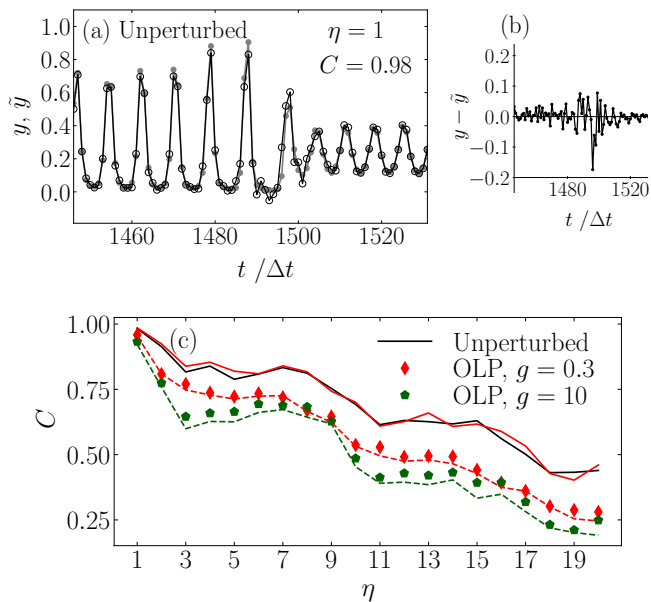 (a) Unperturbed
η = 1
C = 0.98
y, ỹ
1.0
0.8
0.6
0.4
0.2
0.0
1460 1480 1500 1520
t /Δt
(b)
y − ỹ
0.2
0.1
0.0
−0.1
−0.2
1480 1520
t /Δt
(c)
Unperturbed
OLP, g = 0.3
OLP, g = 10
C
1.00
0.75
0.50
0.25
1 3 5 7 9 11 13 15 17 19
η